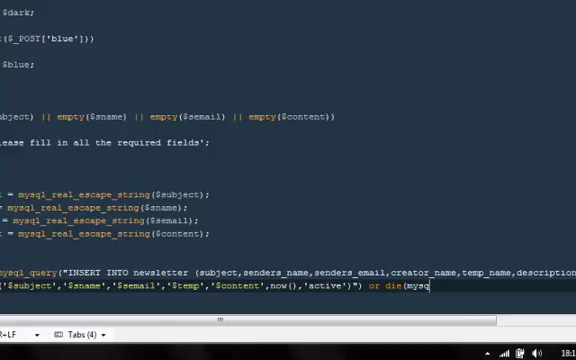 $dark;
($_POST['blue']))
$blue;
ubject) || empty($sname) || empty($semail) || empty($content))
lease fill in all the required fields';
t = mysql_real_escape_string($subject);
= mysql_real_escape_string($sname);
= mysql_real_escape_string($semail);
t = mysql_real_escape_string($content);
mysql_query("INSERT INTO newsletter (subject,senders_name,senders_email,creator_name,temp_name,description
('$subject','$sname','$semail','$temp','$content',now(),'active')") or die(mysq
R+LF Tabs (4)
18:1